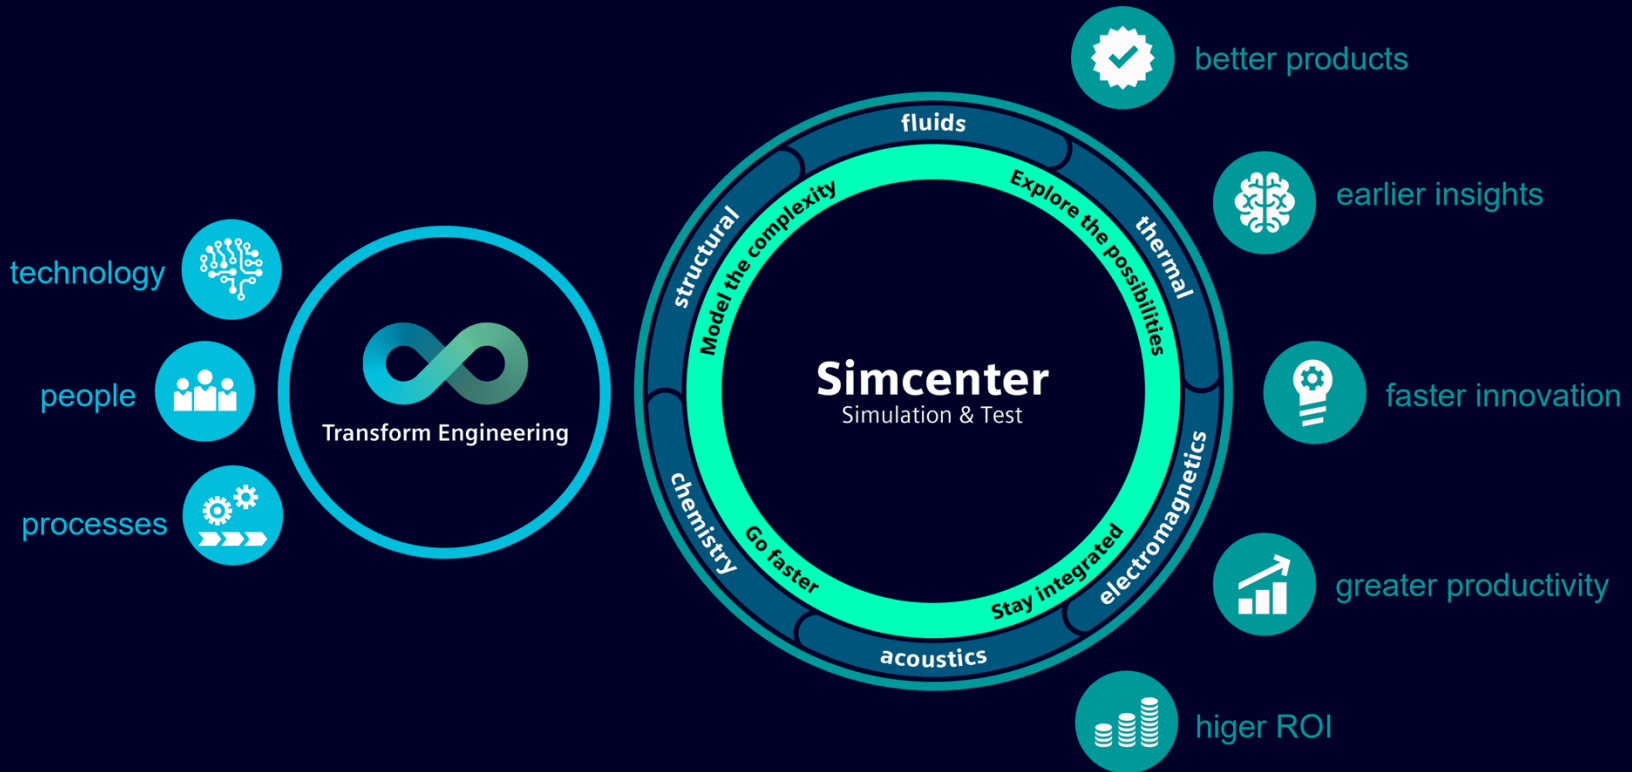 technology
people
processes
Transform Engineering
fluids
thermal
electromagnetics
acoustics
chemistry
structural
Model the complexity
Explore the possibilities
Stay integrated
Go faster
Simcenter
Simulation & Test
better products
earlier insights
faster innovation
greater productivity
higer ROI